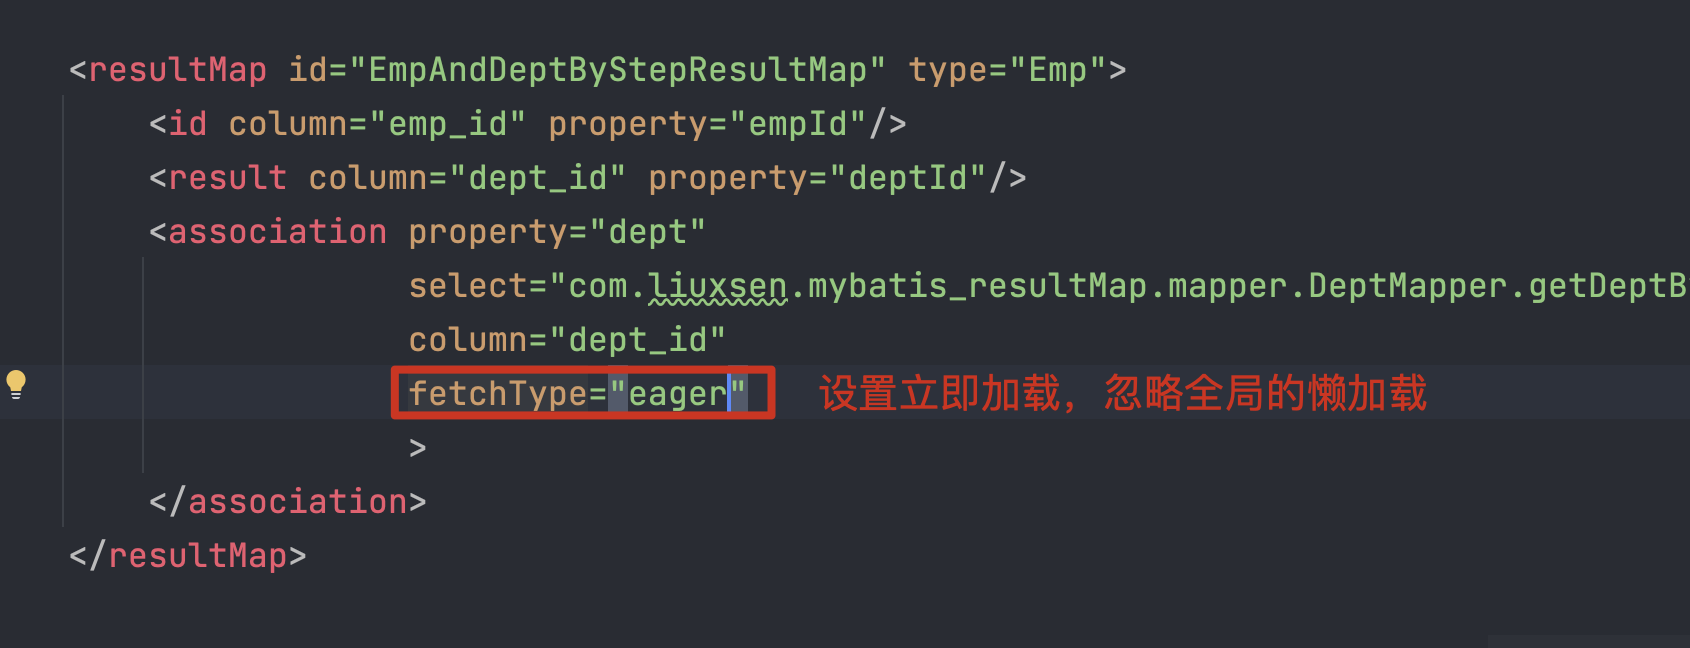 <resultMap id="EmpAndDeptByStepResultMap" type="Emp">
<id column="emp_id" property="empId"/>
<result column="dept_id" property="deptId"/>
<association property="dept"
select="com.liuxsen.mybatis_resultMap.mapper.DeptMapper.getDeptB
column="dept_id"
fetchType="eager" 设置立即加载，忽略全局的懒加载
>
</association>
</resultMap>